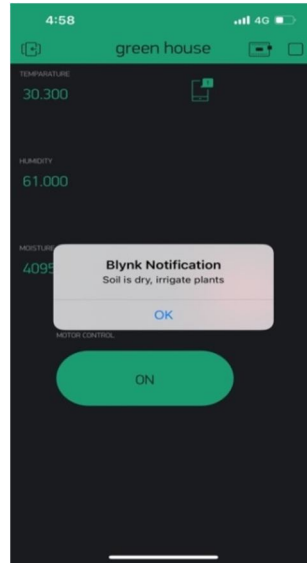 4:58
4G
green house
TEMPARATURE
30.300
HUMIDITY
61.000
MOISTURE
4095
Blynk Notification
Soil is dry, irrigate plants
OK
MOTOR CONTROL
ON